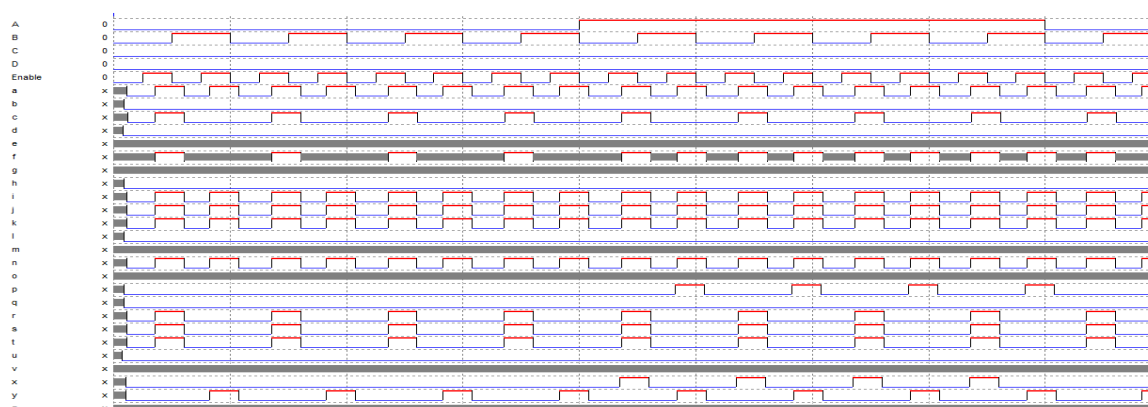 A 0
B 0
C 0
D 0
Enable 0
a x
b x
c x
d x
e x
f x
g x
h x
i x
j x
k x
l x
m x
n x
o x
p x
q x
r x
s x
t x
u x
v x
x x
y x